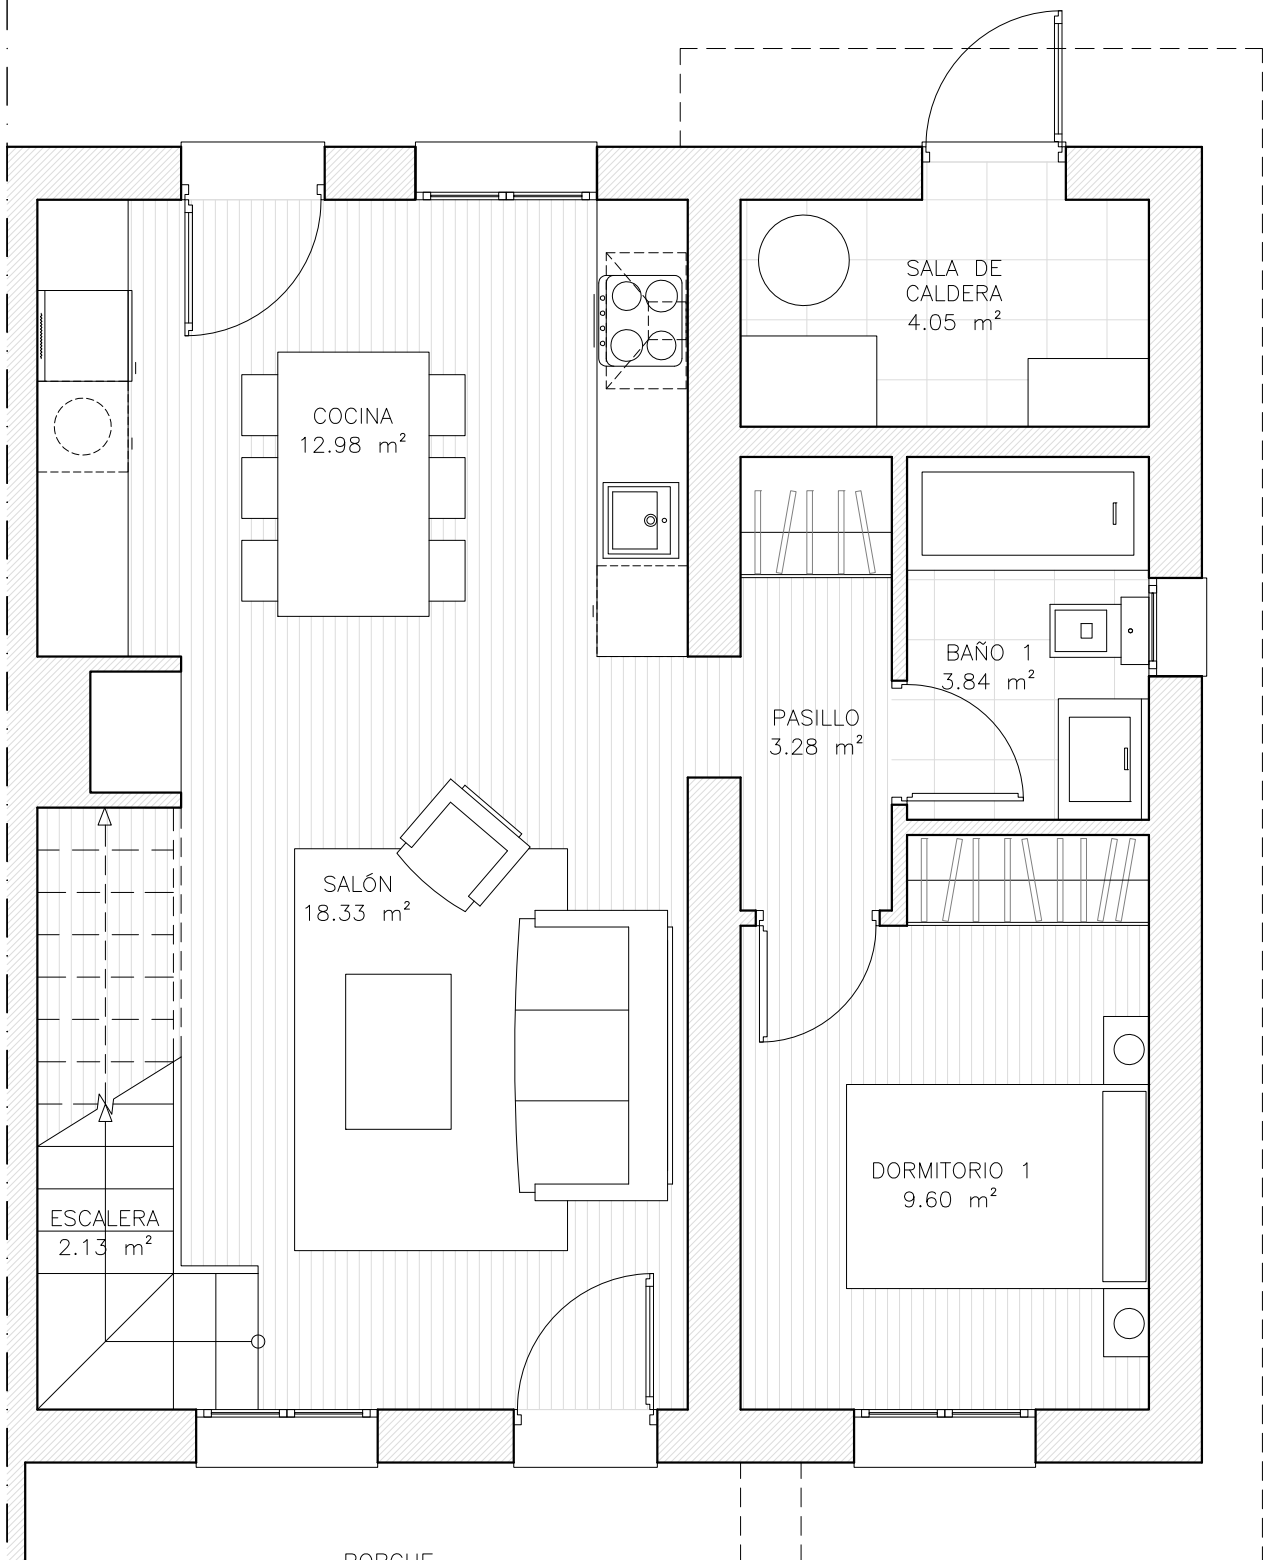 SALA DE
CALDERA
4.05 m²
COCINA
12.98 m²
BAÑO 1
3.84 m²
PASILLO
3.28 m²
SALÓN
18.33 m²
DORMITORIO 1
9.60 m²
ESCALERA
2.13 m²
PORCHE